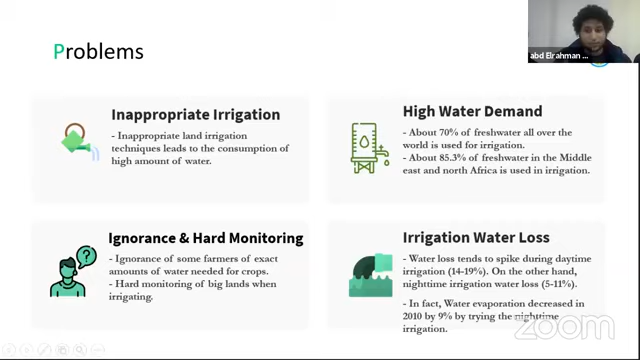 abd Elrahman ...
Problems
Inappropriate Irrigation
- Inappropriate land irrigation
techniques leads to the consumption of
high amount of water.
High Water Demand
- About 70% of freshwater all over the
world is used for irrigation.
- About 85.3% of freshwater in the Middle
east and north Africa is used in irrigation.
Ignorance & Hard Monitoring
- Ignorance of some farmers of exact
amounts of water needed for crops.
- Hard monitoring of big lands when
irrigating.
Irrigation Water Loss
- Water loss tends to spike during daytime
irrigation (14-19%). On the other hand,
nighttime irrigation water loss (5-11%).
- In fact, Water evaporation decreased in
2010 by 9% by trying the nighttime
irrigation.
zoom